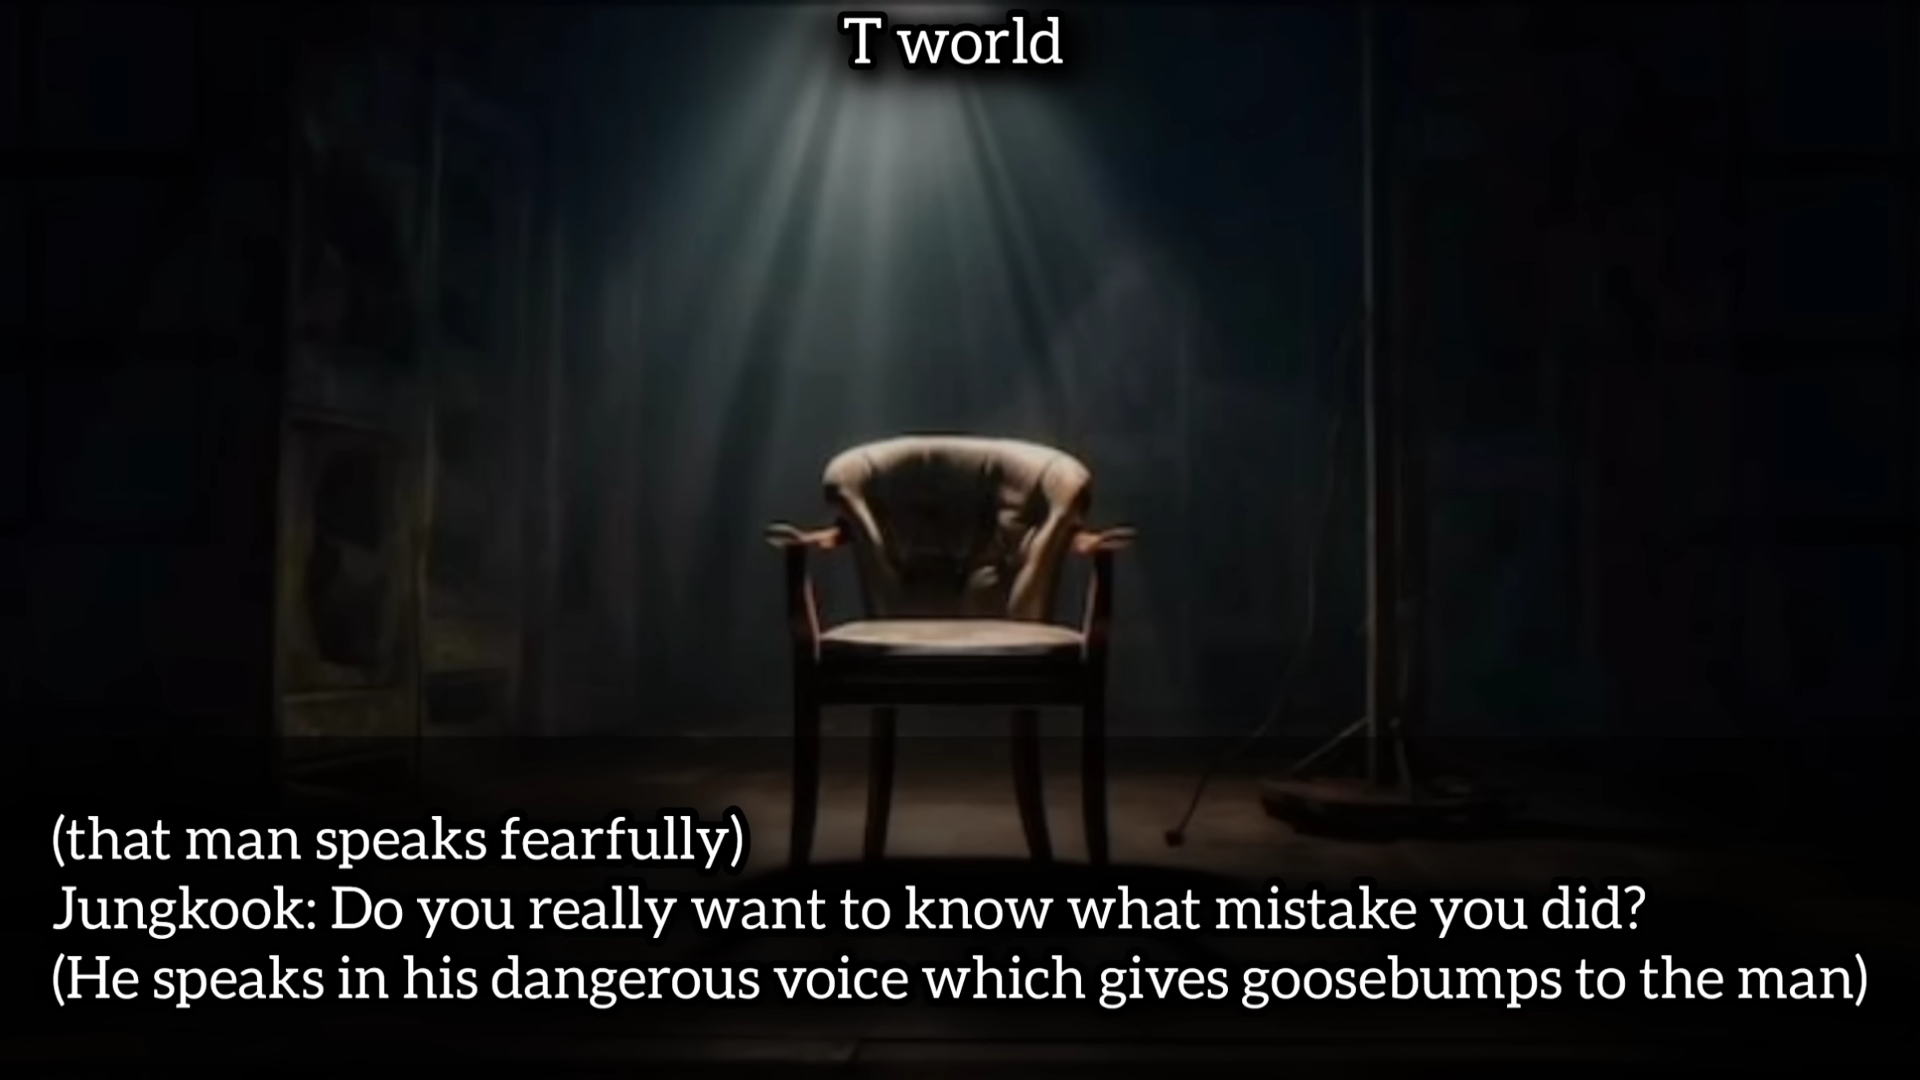 T world
(that man speaks fearfully)
Jungkook: Do you really want to know what mistake you did?
(He speaks in his dangerous voice which gives goosebumps to the man)